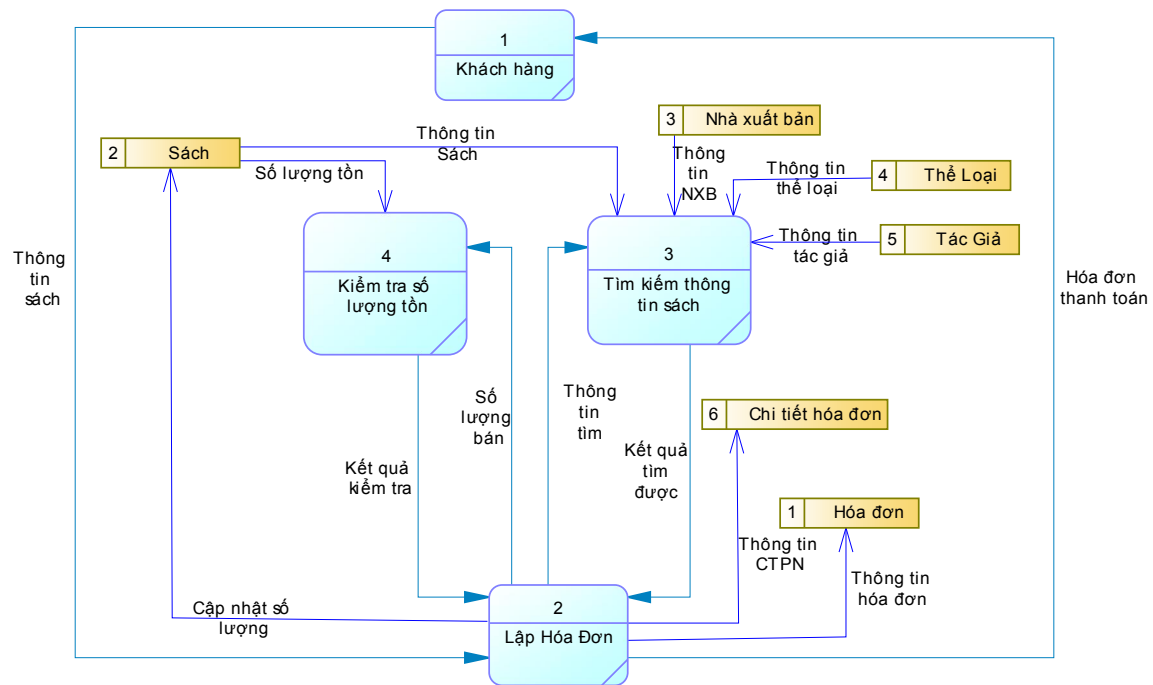 1
Khách hàng
3 Nhà xuất bản
2 Sách
Thông tin
Sách
Số lượng tồn
Thông
tin
NXB
Thông tin
thể loại
4 Thể Loại
Thông tin
tác giả
5 Tác Giả
Thông
tin
sách
4
Kiểm tra số
lượng tồn
3
Tìm kiếm thông
tin sách
Hóa đơn
thanh toán
Số
lượng
bán
Thông
tin
tìm
6 Chi tiết hóa đơn
Kết quả
kiểm tra
Kết quả
tìm
được
1 Hóa đơn
Thông tin
CTPN
Thông tin
hóa đơn
Cập nhật số
lượng
2
Lập Hóa Đơn